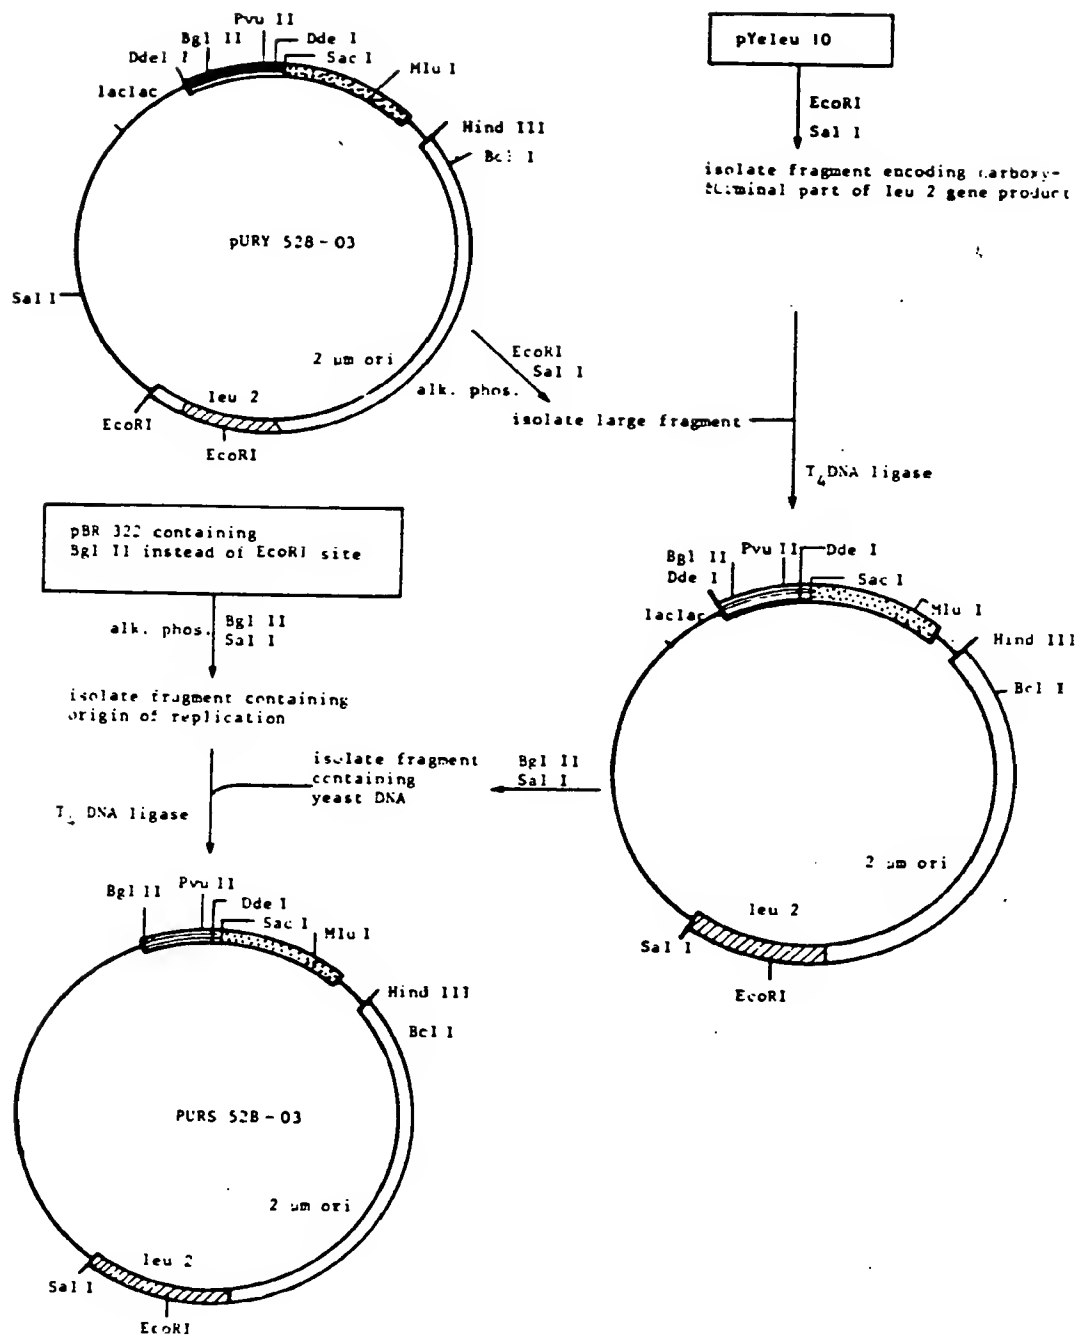 Pvu II
Bgl II
Dde I
DdeI I
Sac I
Mlu I
laclac
Hind III
Bcl I
pURY 528-03
Sal I
2 µm ori
leu 2
EcoRI
EcoRI
pYeleu 10
EcoRI
Sal I
isolate fragment encoding carboxy-
terminal part of leu 2 gene product
EcoRI
Sal I
alk. phos.
isolate large fragment
T4 DNA ligase
pBR 322 containing
Bgl II instead of EcoRI site
alk. phos.
Bgl II
Sal I
isolate fragment containing
origin of replication
isolate fragment
containing
yeast DNA
Bgl II
Sal I
T4 DNA ligase
Bgl II
Pvu II
Dde I
Dde I
Sac I
laclac
Mlu I
Hind III
Bcl I
2 µm ori
leu 2
Sal I
EcoRI
Bgl II
Pvu II
Dde I
Sac I
Mlu I
Hind III
Bcl I
PURS 528-03
2 µm ori
leu 2
Sal I
EcoRI